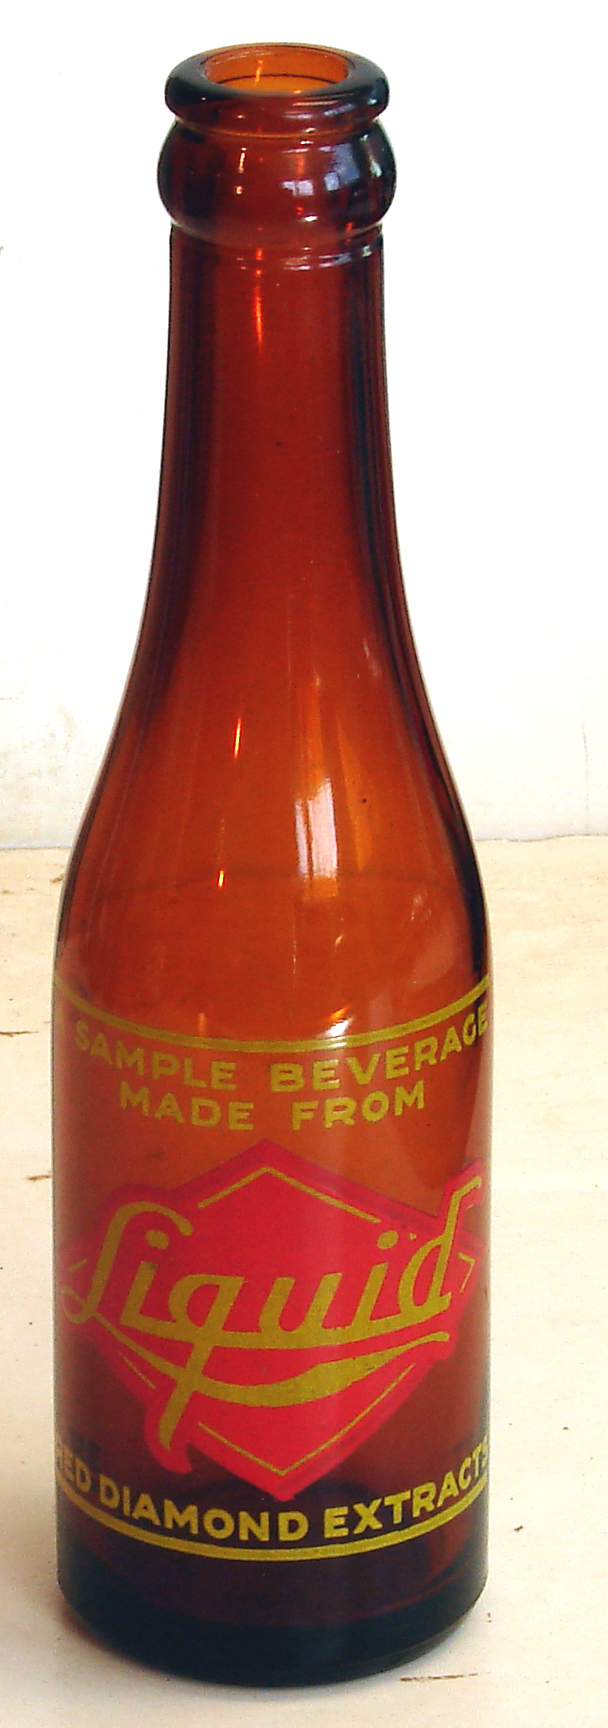 A SAMPLE BEVERAGE
MADE FROM
Liquid
RED DIAMOND EXTRACTS